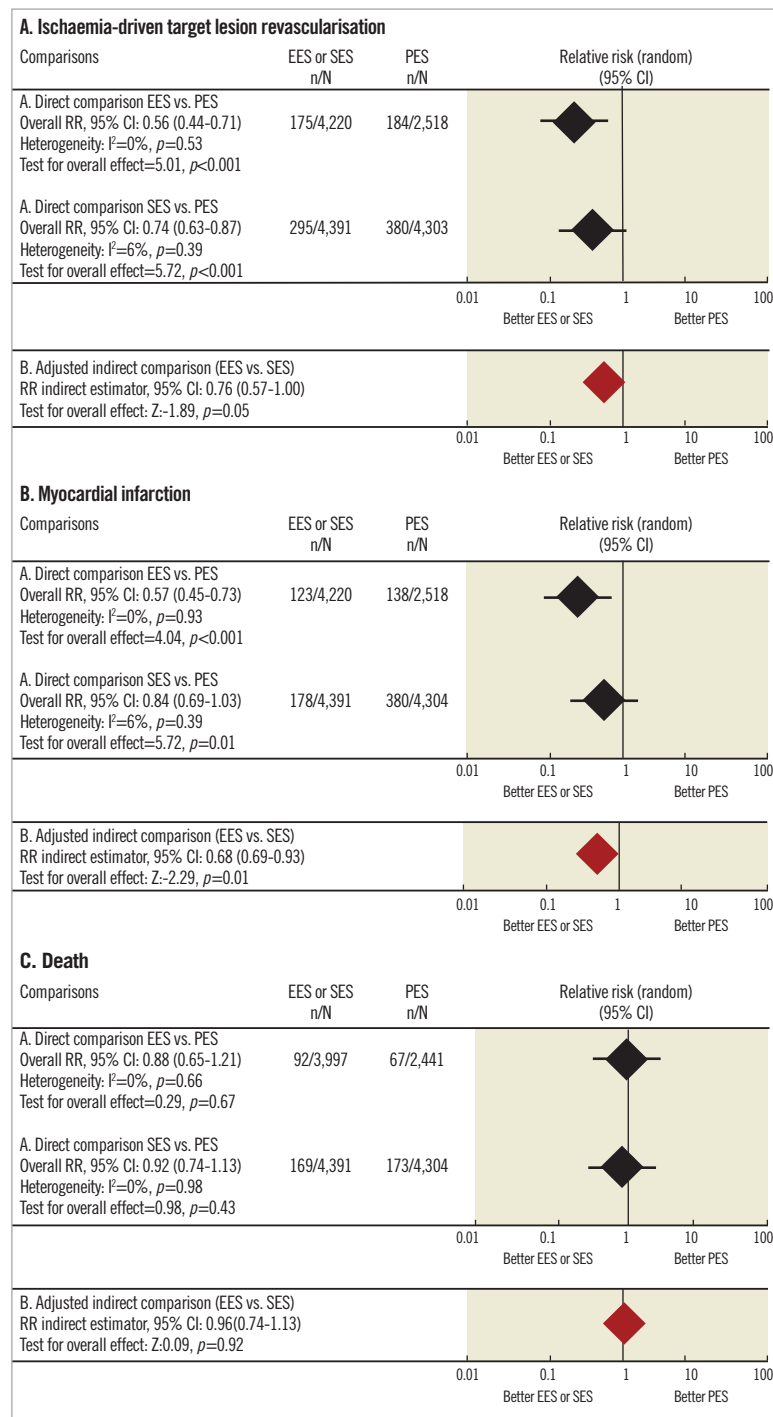 A. Ischaemia-driven target lesion revascularisation
Comparisons EES or SES PES Relative risk (random)
n/N n/N (95% CI)
A. Direct comparison EES vs. PES
Overall RR, 95% CI: 0.56 (0.44-0.71) 175/4,220 184/2,518
Heterogeneity: I²=0%, p=0.53
Test for overall effect=5.01, p<0.001
A. Direct comparison SES vs. PES
Overall RR, 95% CI: 0.74 (0.63-0.87) 295/4,391 380/4,303
Heterogeneity: I²=6%, p=0.39
Test for overall effect=5.72, p<0.001
0.01 0.1 1 10 100
Better EES or SES Better PES
B. Adjusted indirect comparison (EES vs. SES)
RR indirect estimator, 95% CI: 0.76 (0.57-1.00)
Test for overall effect: Z:-1.89, p=0.05
0.01 0.1 1 10 100
Better EES or SES Better PES
B. Myocardial infarction
Comparisons EES or SES PES Relative risk (random)
n/N n/N (95% CI)
A. Direct comparison EES vs. PES
Overall RR, 95% CI: 0.57 (0.45-0.73) 123/4,220 138/2,518
Heterogeneity: I²=0%, p=0.93
Test for overall effect=4.04, p<0.001
A. Direct comparison SES vs. PES
Overall RR, 95% CI: 0.84 (0.69-1.03) 178/4,391 380/4,304
Heterogeneity: I²=6%, p=0.39
Test for overall effect=5.72, p=0.01
0.01 0.1 1 10 100
Better EES or SES Better PES
B. Adjusted indirect comparison (EES vs. SES)
RR indirect estimator, 95% CI: 0.68 (0.69-0.93)
Test for overall effect: Z:-2.29, p=0.01
0.01 0.1 1 10 100
Better EES or SES Better PES
C. Death
Comparisons EES or SES PES Relative risk (random)
n/N n/N (95% CI)
A. Direct comparison EES vs. PES
Overall RR, 95% CI: 0.88 (0.65-1.21) 92/3,997 67/2,441
Heterogeneity: I²=0%, p=0.66
Test for overall effect=0.29, p=0.67
A. Direct comparison SES vs. PES
Overall RR, 95% CI: 0.92 (0.74-1.13) 169/4,391 173/4,304
Heterogeneity: I²=0%, p=0.98
Test for overall effect=0.98, p=0.43
0.01 0.1 1 10 100
Better EES or SES Better PES
B. Adjusted indirect comparison (EES vs. SES)
RR indirect estimator, 95% CI: 0.96(0.74-1.13)
Test for overall effect: Z:0.09, p=0.92
0.01 0.1 1 10 100
Better EES or SES Better PES